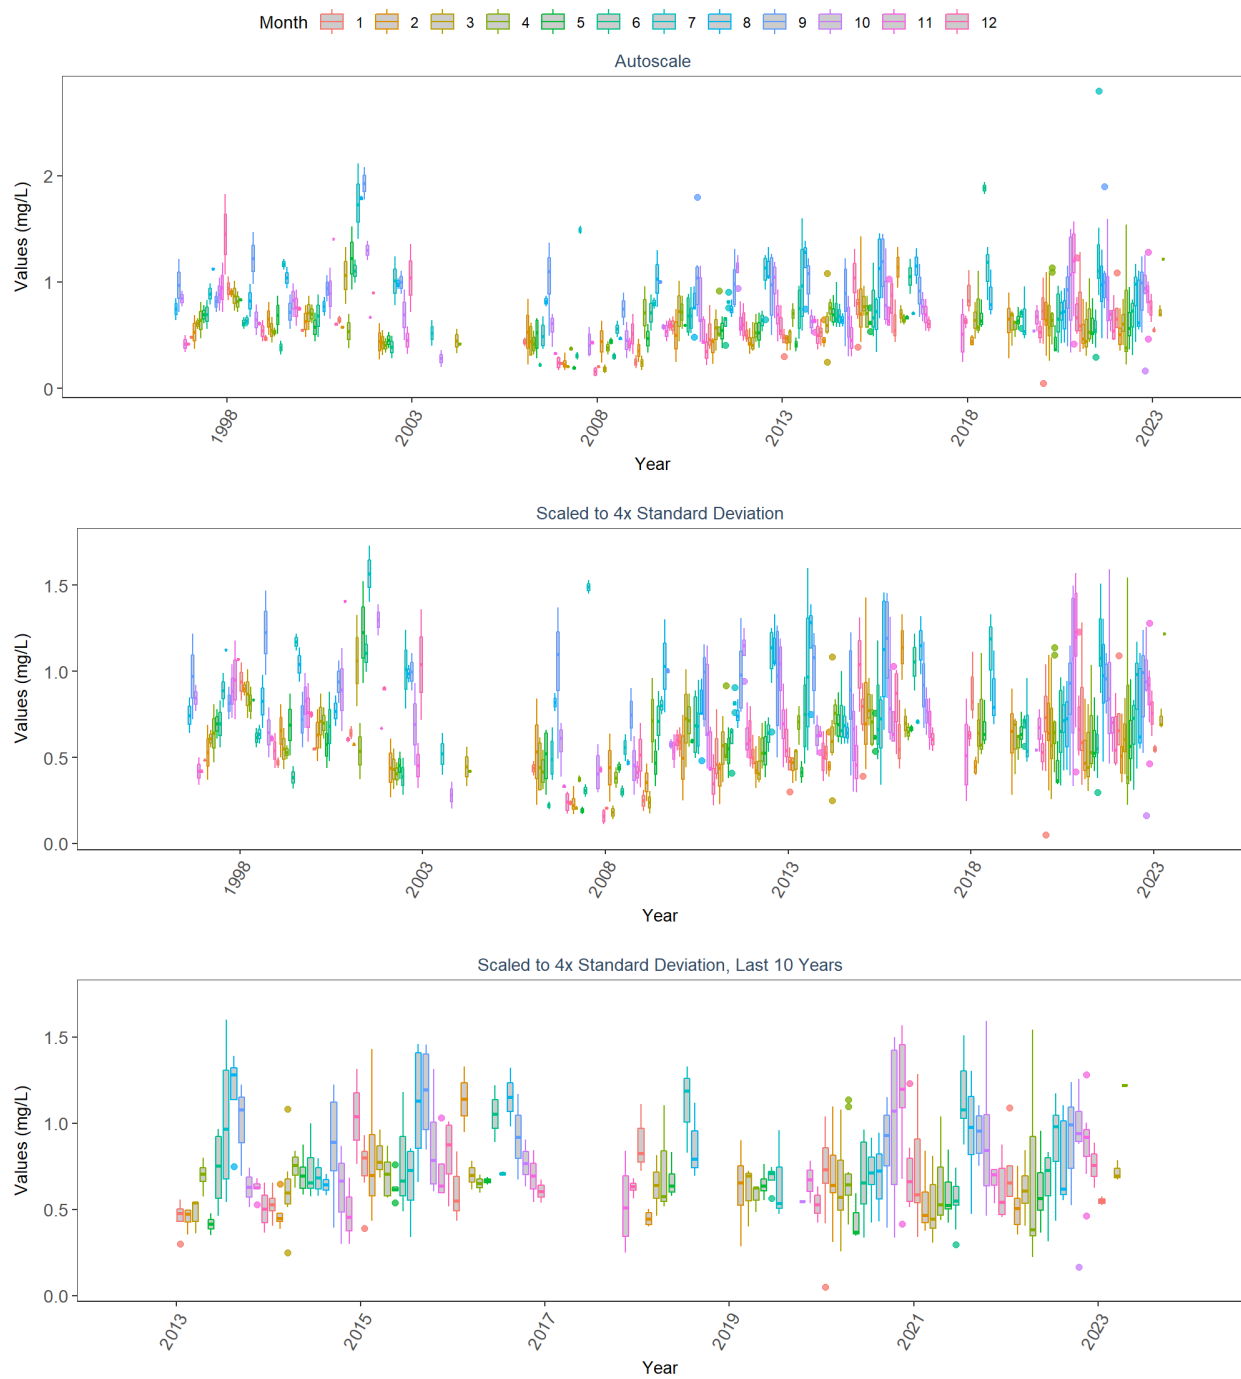 Month 1 2 3 4 5 6 7 8 9 10 11 12
Autoscale
Values (mg/L)
2
1
0
1998 2003 2008 2013 2018 2023
Year
Scaled to 4x Standard Deviation
Values (mg/L)
1.5
1.0
0.5
0.0
1998 2003 2008 2013 2018 2023
Year
Scaled to 4x Standard Deviation, Last 10 Years
Values (mg/L)
1.5
1.0
0.5
0.0
2013 2015 2017 2019 2021 2023
Year